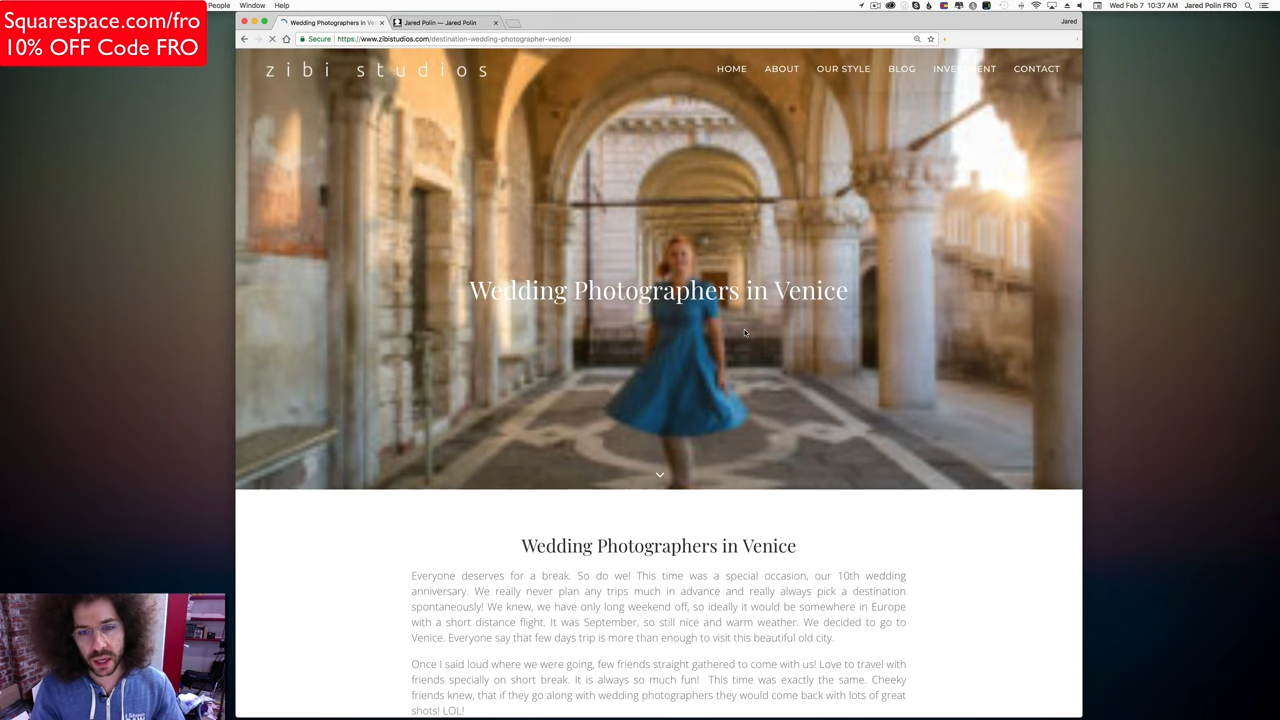 Squarespace.com/fro
10% OFF Code FRO
People Window Help
Wed Feb 7 10:37 AM Jared Polin FRO
Wedding Photographers in Ve
Jared Polin — Jared Polin
Jared
Secure https://www.zibistudios.com/destination-wedding-photographer-venice/
zibi studios
HOME ABOUT OUR STYLE BLOG INVESTMENT CONTACT
Wedding Photographers in Venice
Wedding Photographers in Venice
Everyone deserves for a break. So do we! This time was a special occasion, our 10th wedding
anniversary. We really never plan any trips much in advance and really always pick a destination
spontaneously! We knew, we have only long weekend off, so ideally it would be somewhere in Europe
with a short distance flight. It was September, so still nice and warm weather. We decided to go to
Venice. Everyone say that few days trip is more than enough to visit this beautiful old city.
Once I said loud where we were going, few friends straight gathered to come with us! Love to travel with
friends specially on short break. It is always so much fun! This time was exactly the same. Cheeky
friends knew, that if they go along with wedding photographers they would come back with lots of great
shots! LOL!
I Shoot
RAW